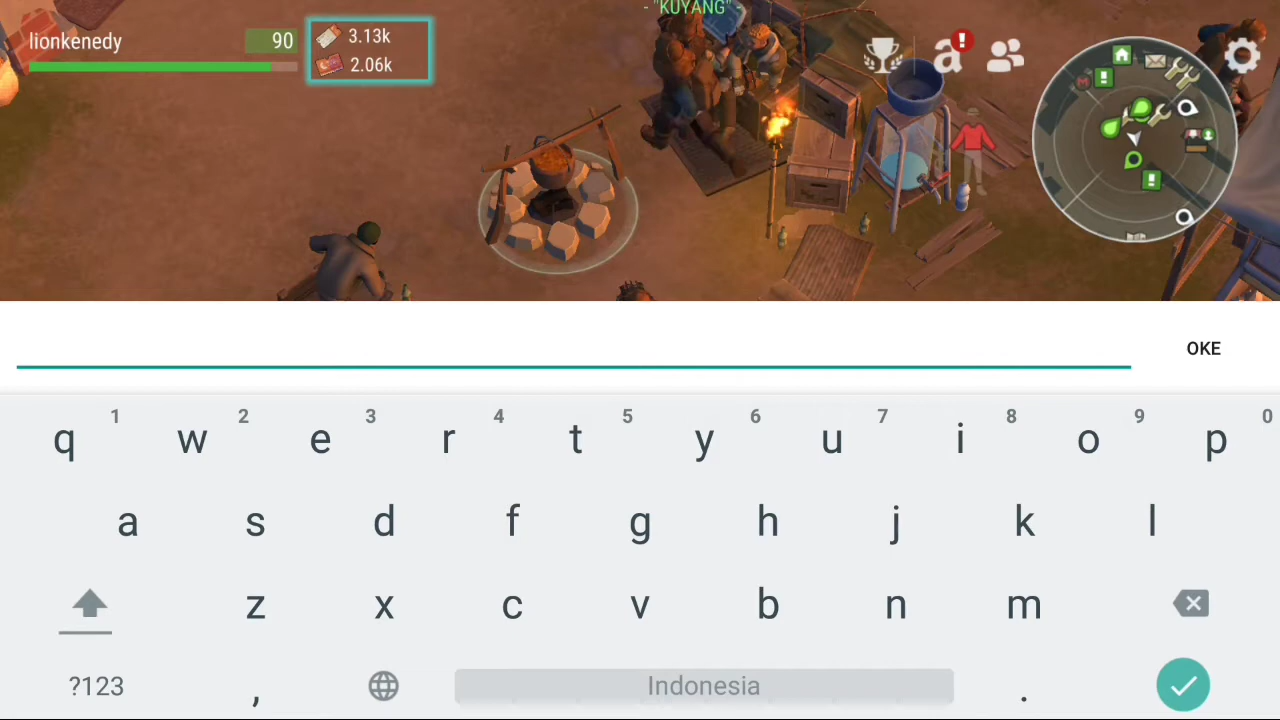 - "KUYANG" -
lionkenedy 90
3.13k
2.06k
a!
OKE
1 2 3 4 5 6 7 8 9 0
q w e r t y u i o p
a s d f g h j k l
z x c v b n m
?123 , Indonesia .